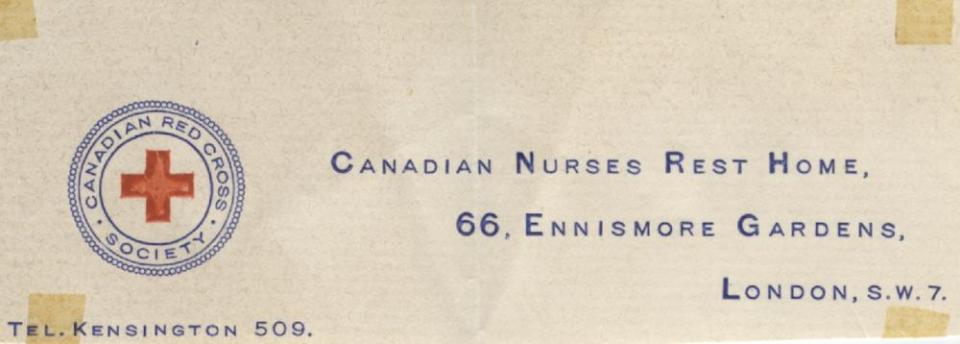 CANADIAN RED CROSS
• SOCIETY •
CANADIAN NURSES REST HOME,
66, ENNISMORE GARDENS,
LONDON, S.W. 7.
TEL. KENSINGTON 509.